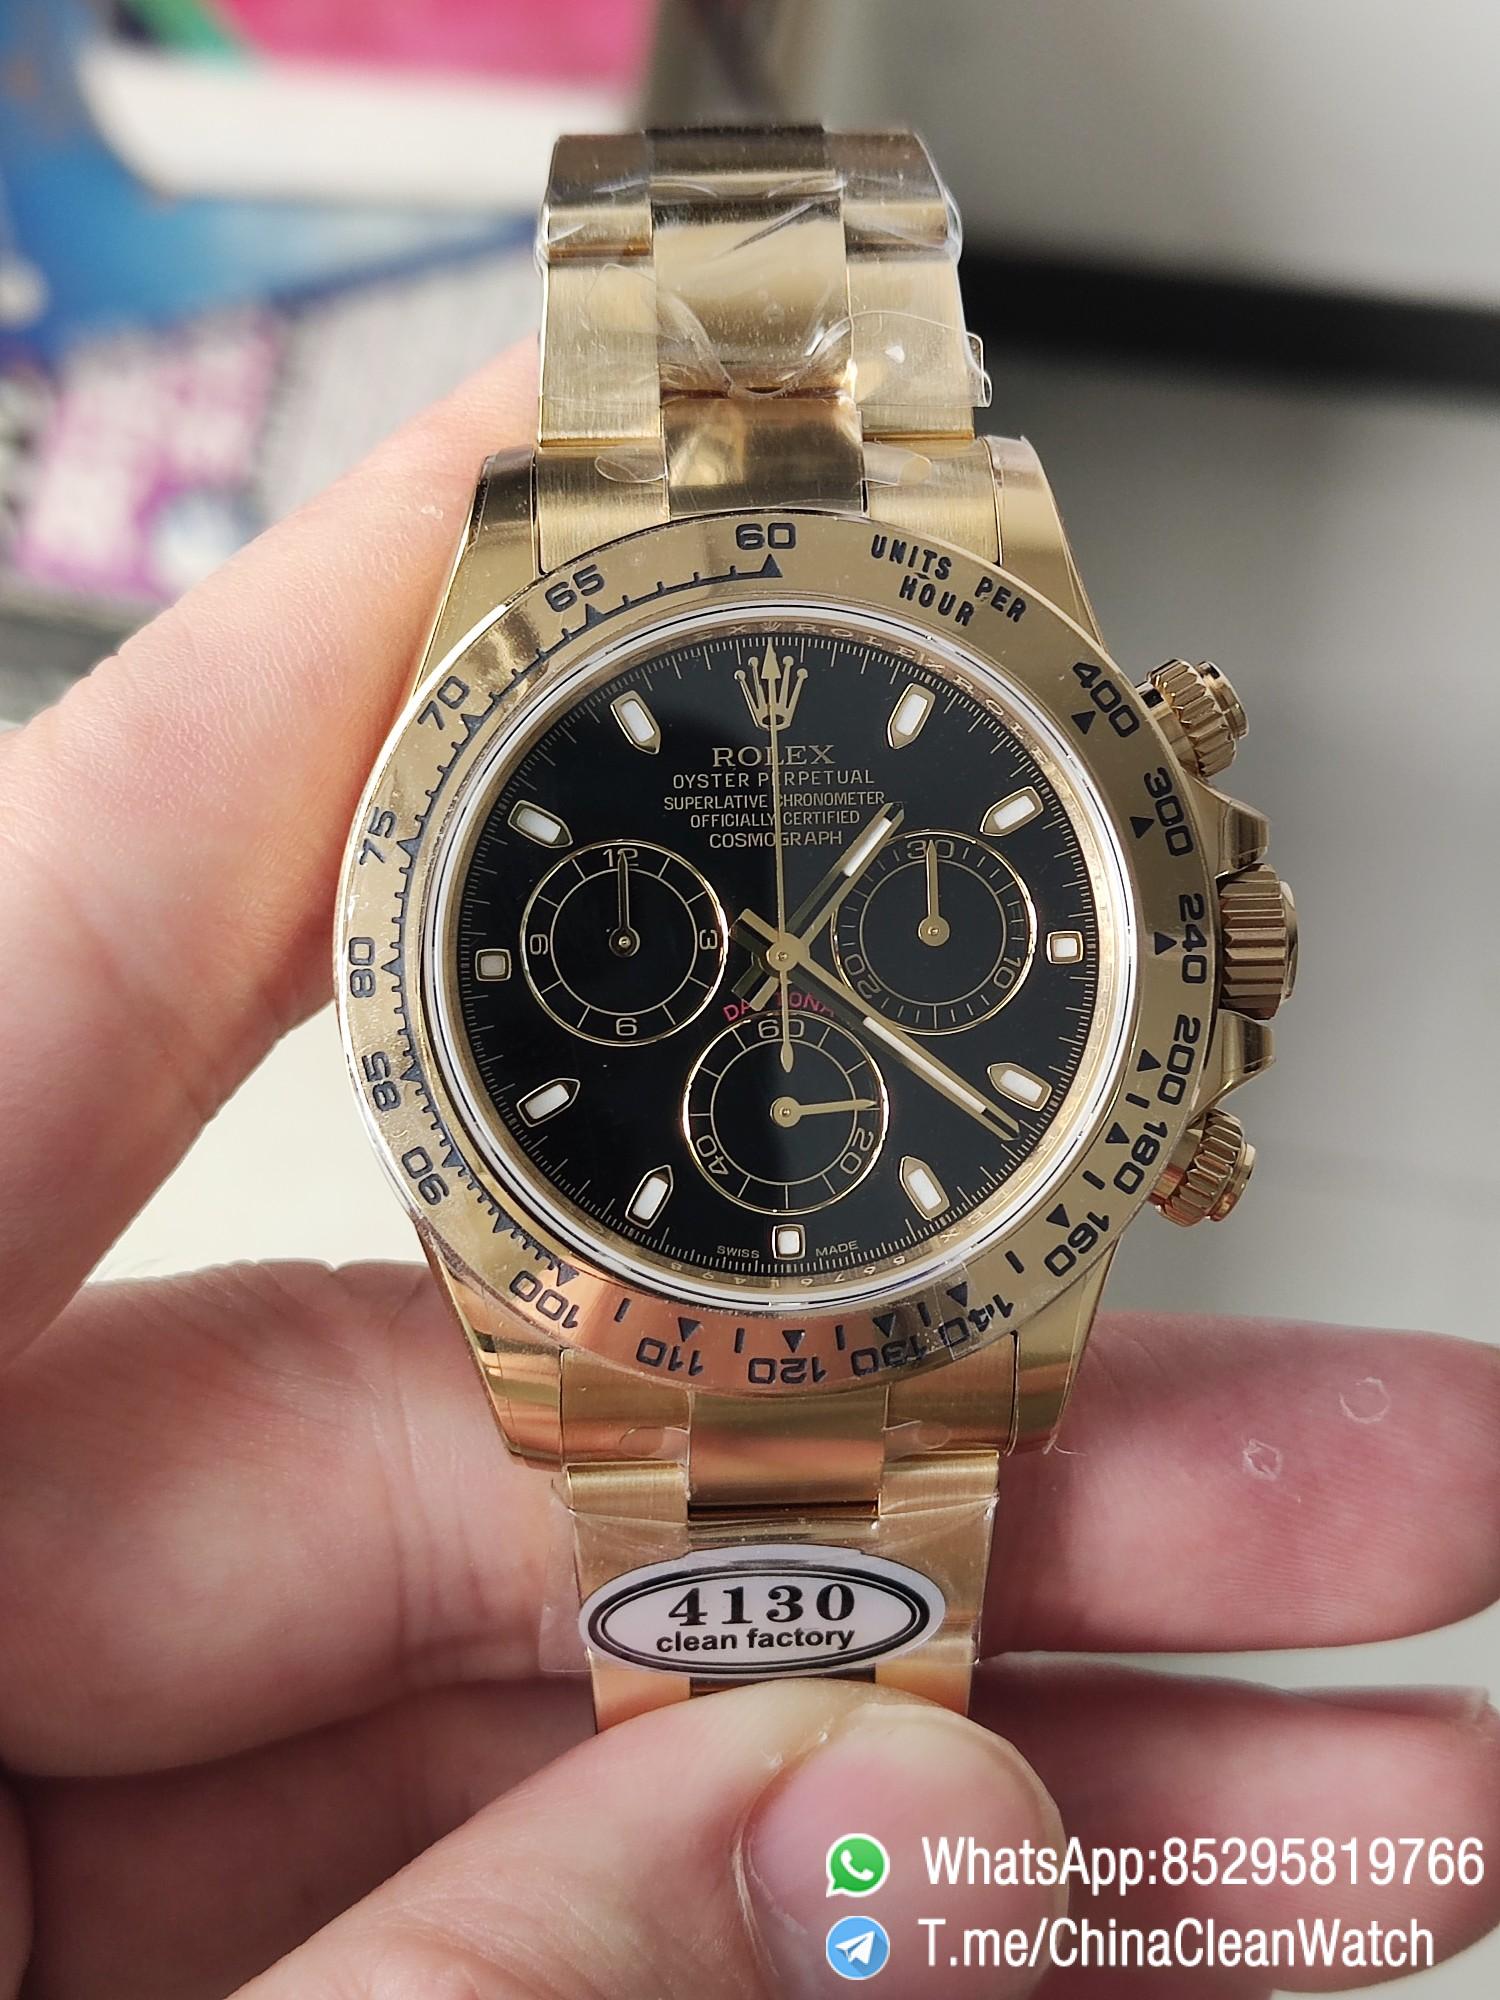 60
UNITS PER
HOUR
65
70
75
80
85
90
100
110
120
130
140
160
180
200
240
300
400
ROLEX
OYSTER PERPETUAL
SUPERLATIVE CHRONOMETER
OFFICIALLY CERTIFIED
COSMOGRAPH
12
3
6
9
30
10
20
DAYTONA
60
20
40
SWISS MADE
4130
clean factory
WhatsApp:85295819766
T.me/ChinaCleanWatch